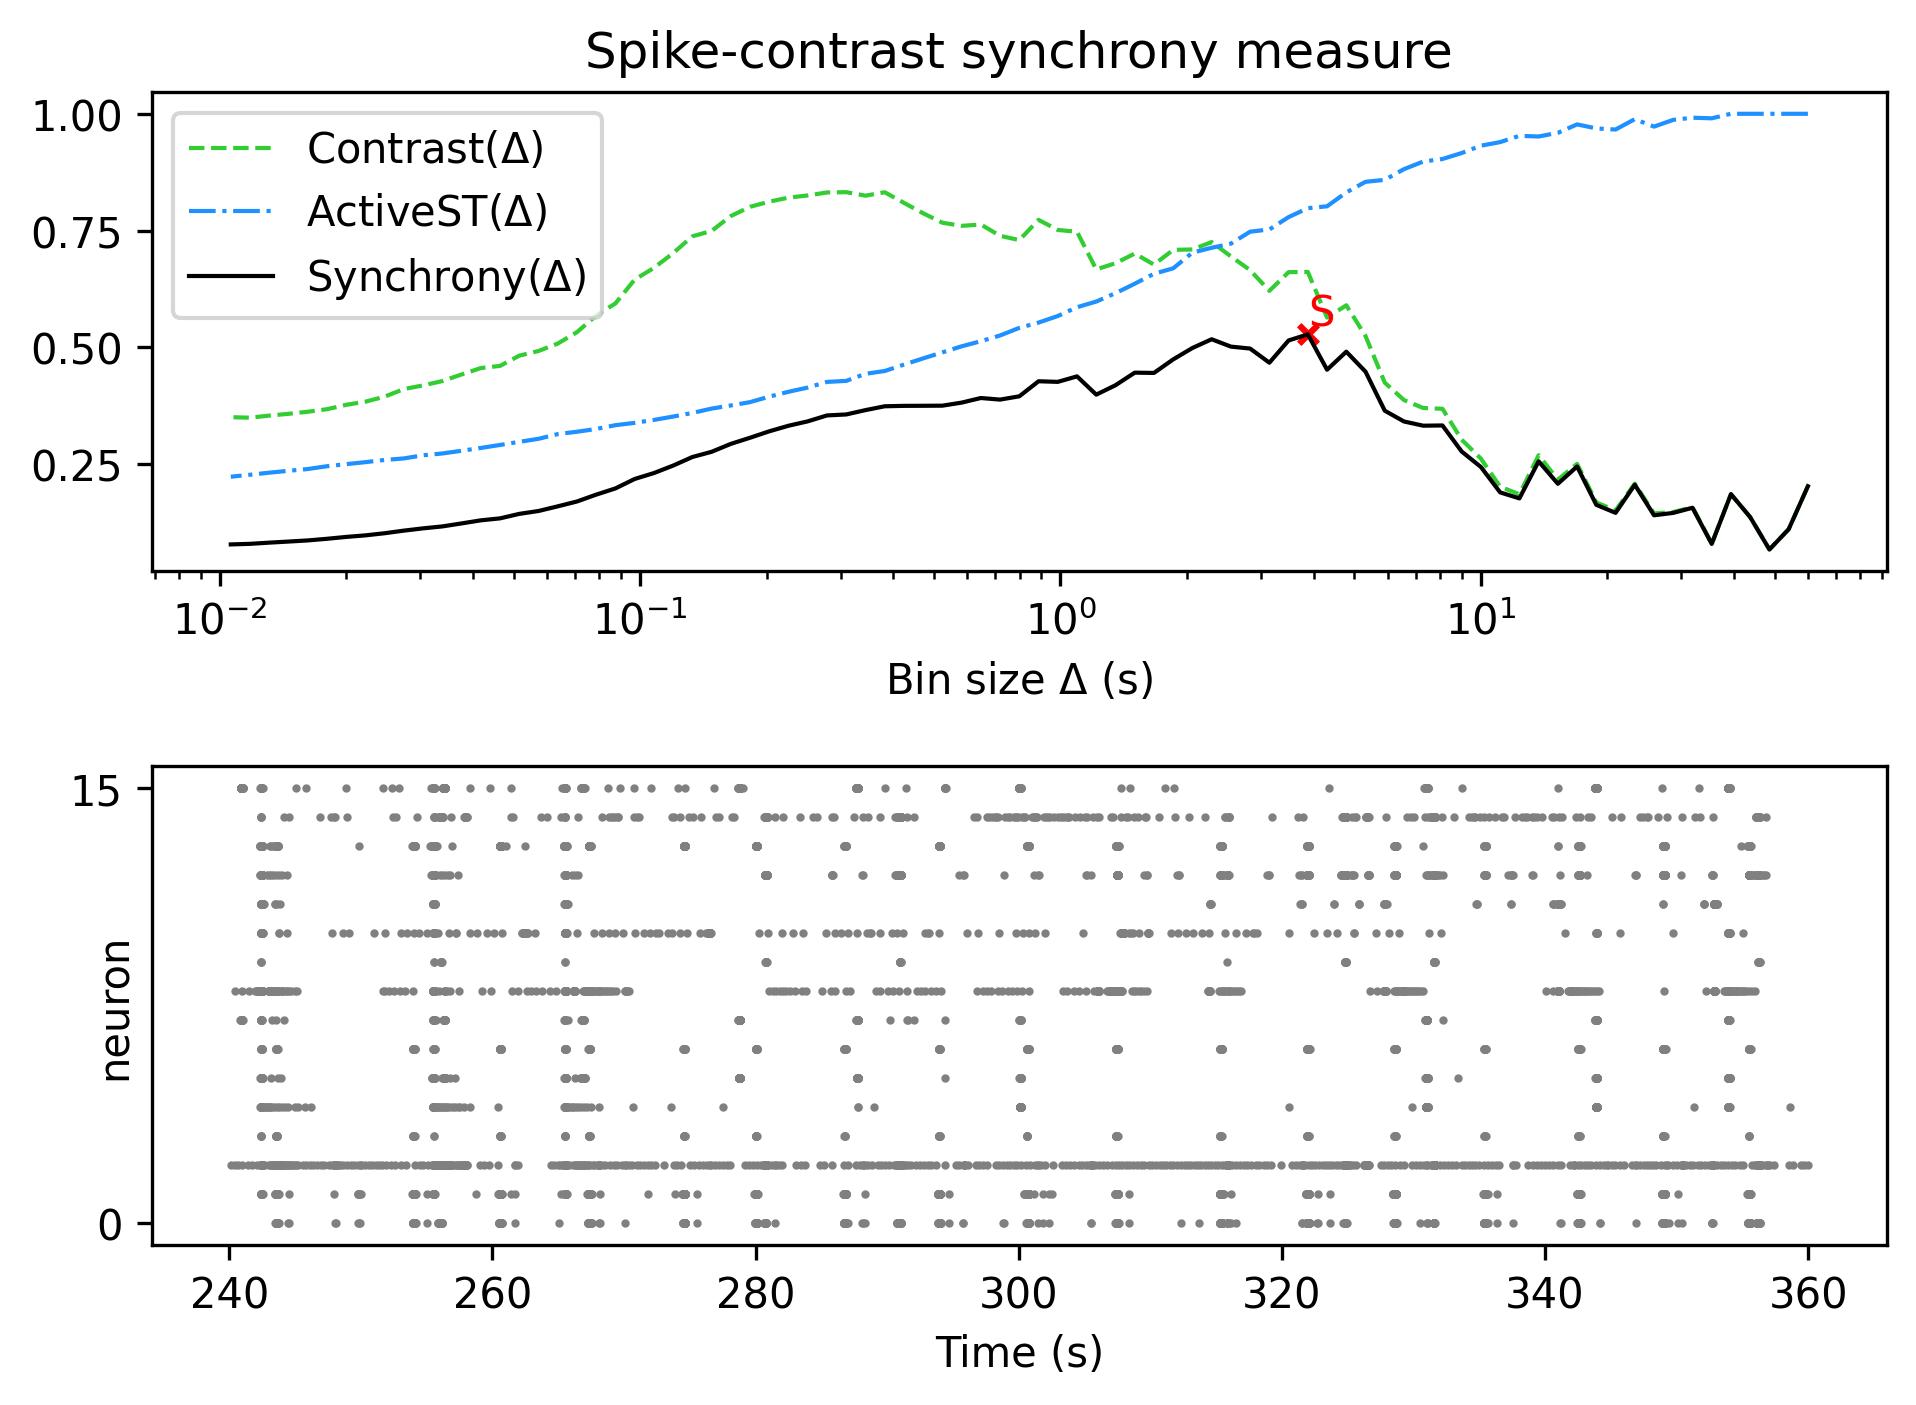 Spike-contrast synchrony measure
1.00
0.75
0.50
0.25
Contrast(Δ)
ActiveST(Δ)
Synchrony(Δ)
S
10⁻² 10⁻¹ 10⁰ 10¹
Bin size Δ (s)
15
0
neuron
240 260 280 300 320 340 360
Time (s)